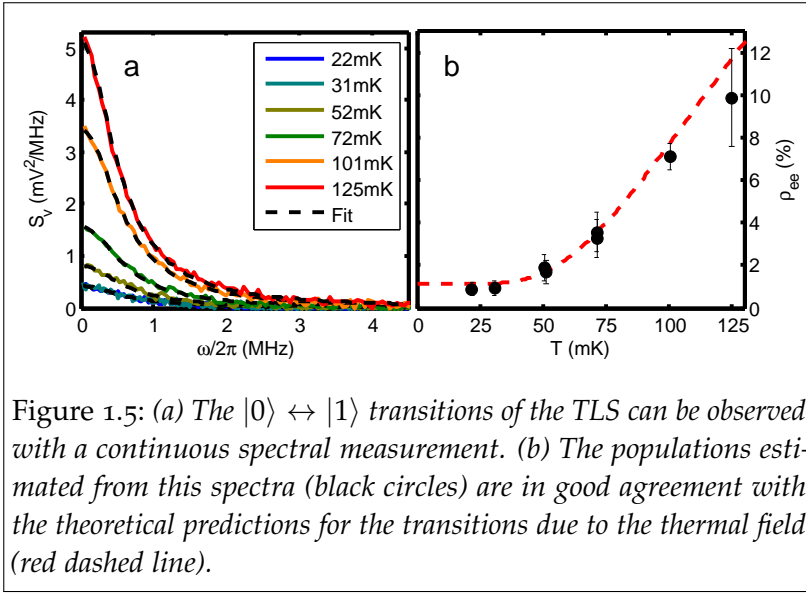 a
S_v (mV²/MHz)
5
4
3
2
1
0
0 1 2 3 4
ω/2π (MHz)
22mK
31mK
52mK
72mK
101mK
125mK
Fit
b
12
10
8
6
4
2
0
ρ_ee (%)
0 25 50 75 100 125
T (mK)
Figure 1.5: (a) The |0⟩ ↔ |1⟩ transitions of the TLS can be observed
with a continuous spectral measurement. (b) The populations esti-
mated from this spectra (black circles) are in good agreement with
the theoretical predictions for the transitions due to the thermal field
(red dashed line).